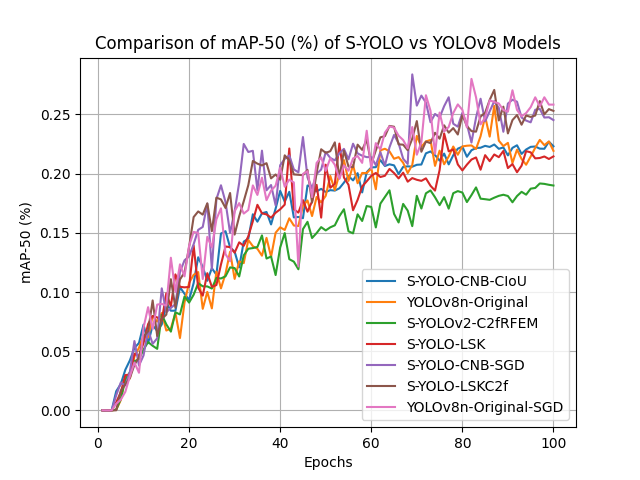 Comparison of mAP-50 (%) of S-YOLO vs YOLOv8 Models
mAP-50 (%)
0.25
0.20
0.15
0.10
0.05
0.00
S-YOLO-CNB-CIoU
YOLOv8n-Original
S-YOLOv2-C2fRFEM
S-YOLO-LSK
S-YOLO-CNB-SGD
S-YOLO-LSKC2f
YOLOv8n-Original-SGD
0 20 40 60 80 100
Epochs